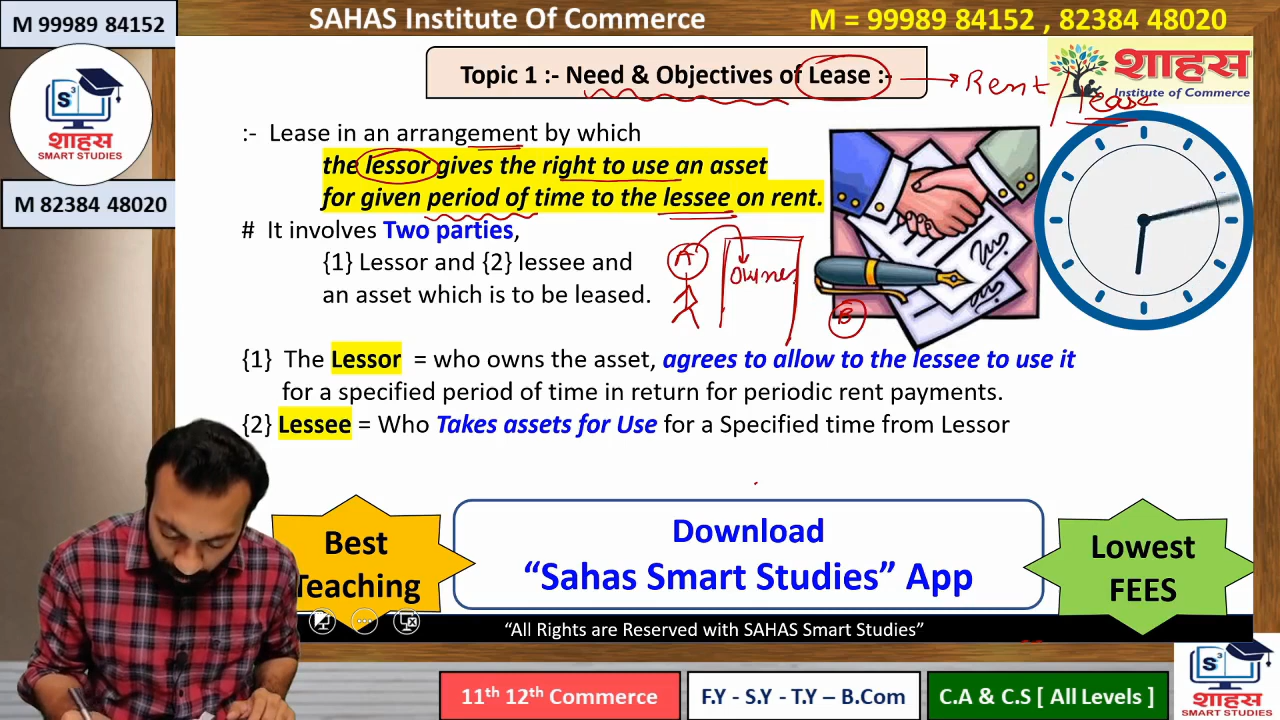 M 99989 84152
SAHAS Institute Of Commerce
M = 99989 84152 , 82384 48020
S³
शाहस
SMART STUDIES
M 82384 48020
Topic 1 :- Need & Objectives of Lease :-
Rent / lease
शाहस
Institute of Commerce
:- Lease in an arrangement by which
the lessor gives the right to use an asset
for given period of time to the lessee on rent.
# It involves Two parties,
{1} Lessor and {2} lessee and
an asset which is to be leased.
A
Owner
B
{1} The Lessor = who owns the asset, agrees to allow to the lessee to use it
for a specified period of time in return for periodic rent payments.
{2} Lessee = Who Takes assets for Use for a Specified time from Lessor
Best
Teaching
Download
“Sahas Smart Studies” App
Lowest
FEES
“All Rights are Reserved with SAHAS Smart Studies”
11th 12th Commerce
F.Y - S.Y - T.Y – B.Com
C.A & C.S [ All Levels ]
S³
शाहस
SMART STUDIES